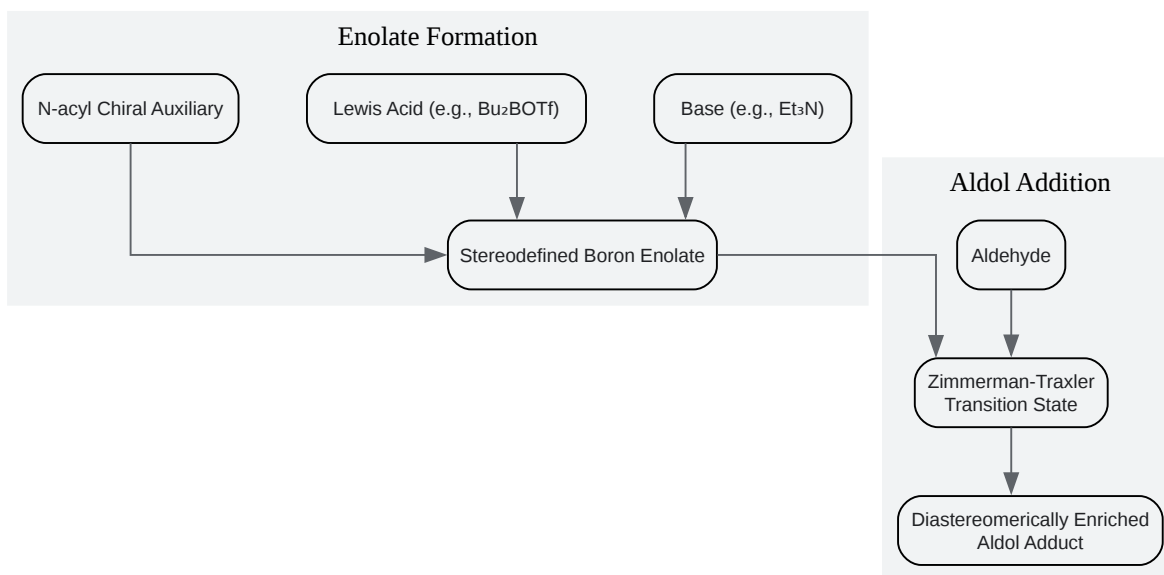 Enolate Formation
N-acyl Chiral Auxiliary
Lewis Acid (e.g., Bu₂BOTf)
Base (e.g., Et₃N)
Stereodefined Boron Enolate
Aldol Addition
Aldehyde
Zimmerman-Traxler
Transition State
Diastereomerically Enriched
Aldol Adduct